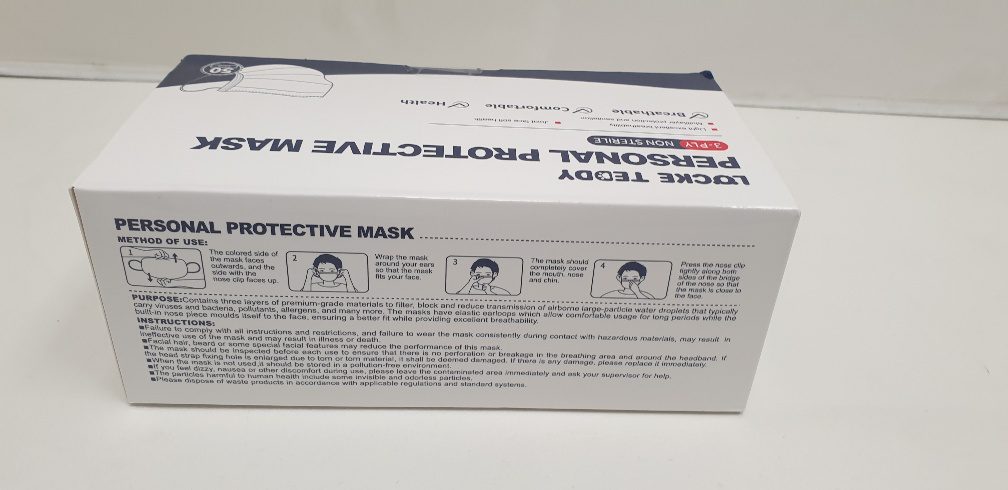 LOCKE TEDDY
PERSONAL PROTECTIVE MASK
3-PLY NON STERILE
Light excellent breathability
Multilayer protection and ventilation
Just face soft health
Breathable Comfortable Health
50
PERSONAL PROTECTIVE MASK
METHOD OF USE:
1
The colored side of
the mask faces
outwards, and the
side with the
nose clip faces up.
2
Wrap the mask
around your ears
so that the mask
fits your face.
3
The mask should
completely cover
the mouth, nose
and chin.
4
Press the nose clip
tightly along both
sides of the bridge
of the nose so that
the mask is close to
the face.
PURPOSE:Contains three layers of premium-grade materials to filter, block and reduce transmission of airborne large-particle water droplets that typically
carry viruses and bacteria, pollutants, allergens, and many more. The masks have elastic earloops which allow comfortable usage for long periods while the
built-in nose piece moulds itself to the face, ensuring a better fit while providing excellent breathability.
INSTRUCTIONS:
■Failure to comply with all instructions and restrictions, and failure to wear the mask consistently during contact with hazardous materials, may result in
ineffective use of the mask and may result in illness or death.
■Facial hair, beard or some special facial features may reduce the performance of this mask.
■The mask should be inspected before each use to ensure that there is no perforation or breakage in the breathing area and around the headband. If
the head strap fixing hole is enlarged due to torn or torn material, it shall be deemed damaged. If there is any damage, please replace it immediately.
■When the mask is not used,it should be stored in a pollution-free environment.
■If you feel dizzy, nausea or other discomfort during use, please leave the contamineted area immediately and ask your supervisor for help.
■The particles harmful to human health include some invisible and odorless particles.
■Please dispose of waste products in accordance with applicable regulations and standard systems.